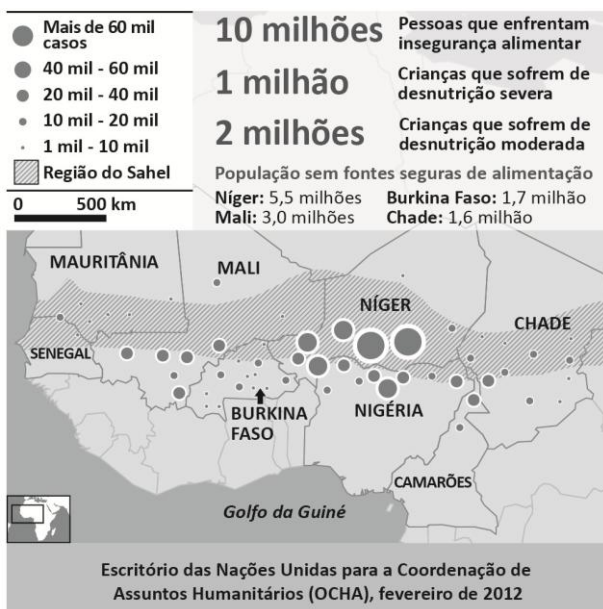 Mais de 60 mil
casos
40 mil - 60 mil
20 mil - 40 mil
10 mil - 20 mil
1 mil - 10 mil
Região do Sahel
0 500 km
10 milhões Pessoas que enfrentam
insegurança alimentar
1 milhão Crianças que sofrem de
desnutrição severa
2 milhões Crianças que sofrem de
desnutrição moderada
População sem fontes seguras de alimentação
Níger: 5,5 milhões Burkina Faso: 1,7 milhão
Mali: 3,0 milhões Chade: 1,6 milhão
MAURITÂNIA
MALI
NÍGER
CHADE
SENEGAL
BURKINA
FASO
NIGÉRIA
CAMARÕES
Golfo da Guiné
Escritório das Nações Unidas para a Coordenação de
Assuntos Humanitários (OCHA), fevereiro de 2012